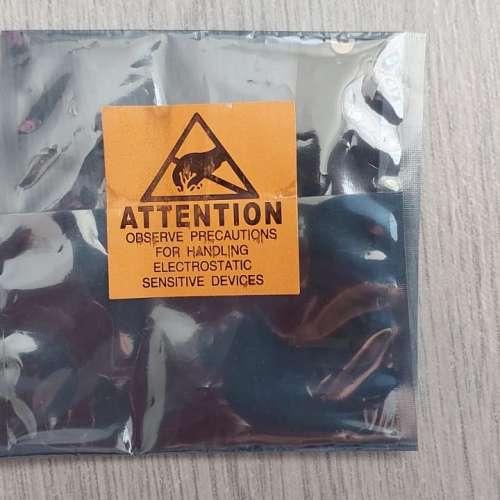 ATTENTION
OBSERVE PRECAUTIONS
FOR HANDLING
ELECTROSTATIC
SENSITIVE DEVICES